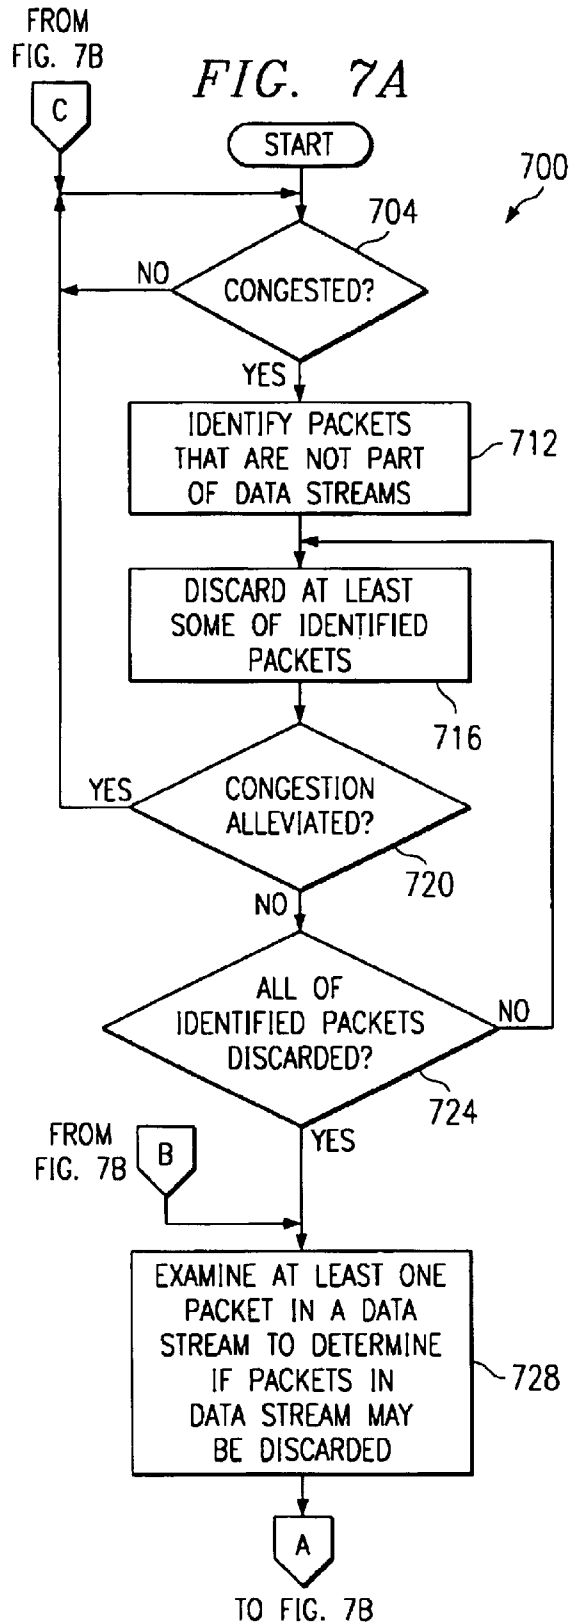 FROM
FIG. 7B
C
FIG. 7A
START
700
704
NO
CONGESTED?
YES
IDENTIFY PACKETS
THAT ARE NOT PART
OF DATA STREAMS
712
DISCARD AT LEAST
SOME OF IDENTIFIED
PACKETS
716
YES
CONGESTION
ALLEVIATED?
720
NO
ALL OF
IDENTIFIED PACKETS
DISCARDED?
NO
724
YES
FROM
FIG. 7B
B
EXAMINE AT LEAST ONE
PACKET IN A DATA
STREAM TO DETERMINE
IF PACKETS IN
DATA STREAM MAY
BE DISCARDED
728
A
TO FIG. 7B